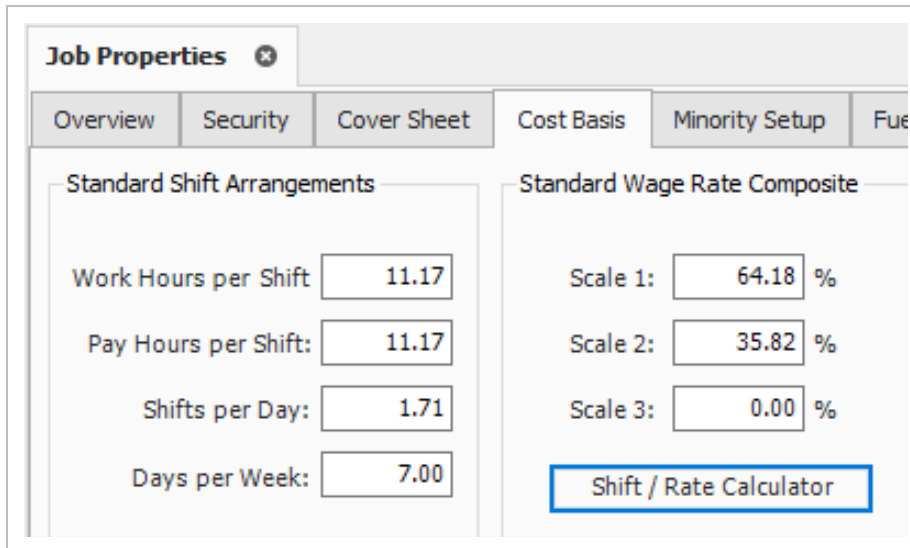 Job Properties
Overview Security Cover Sheet Cost Basis Minority Setup Fue
Standard Shift Arrangements
Work Hours per Shift 11.17
Pay Hours per Shift: 11.17
Shifts per Day: 1.71
Days per Week: 7.00
Standard Wage Rate Composite
Scale 1: 64.18 %
Scale 2: 35.82 %
Scale 3: 0.00 %
Shift / Rate Calculator